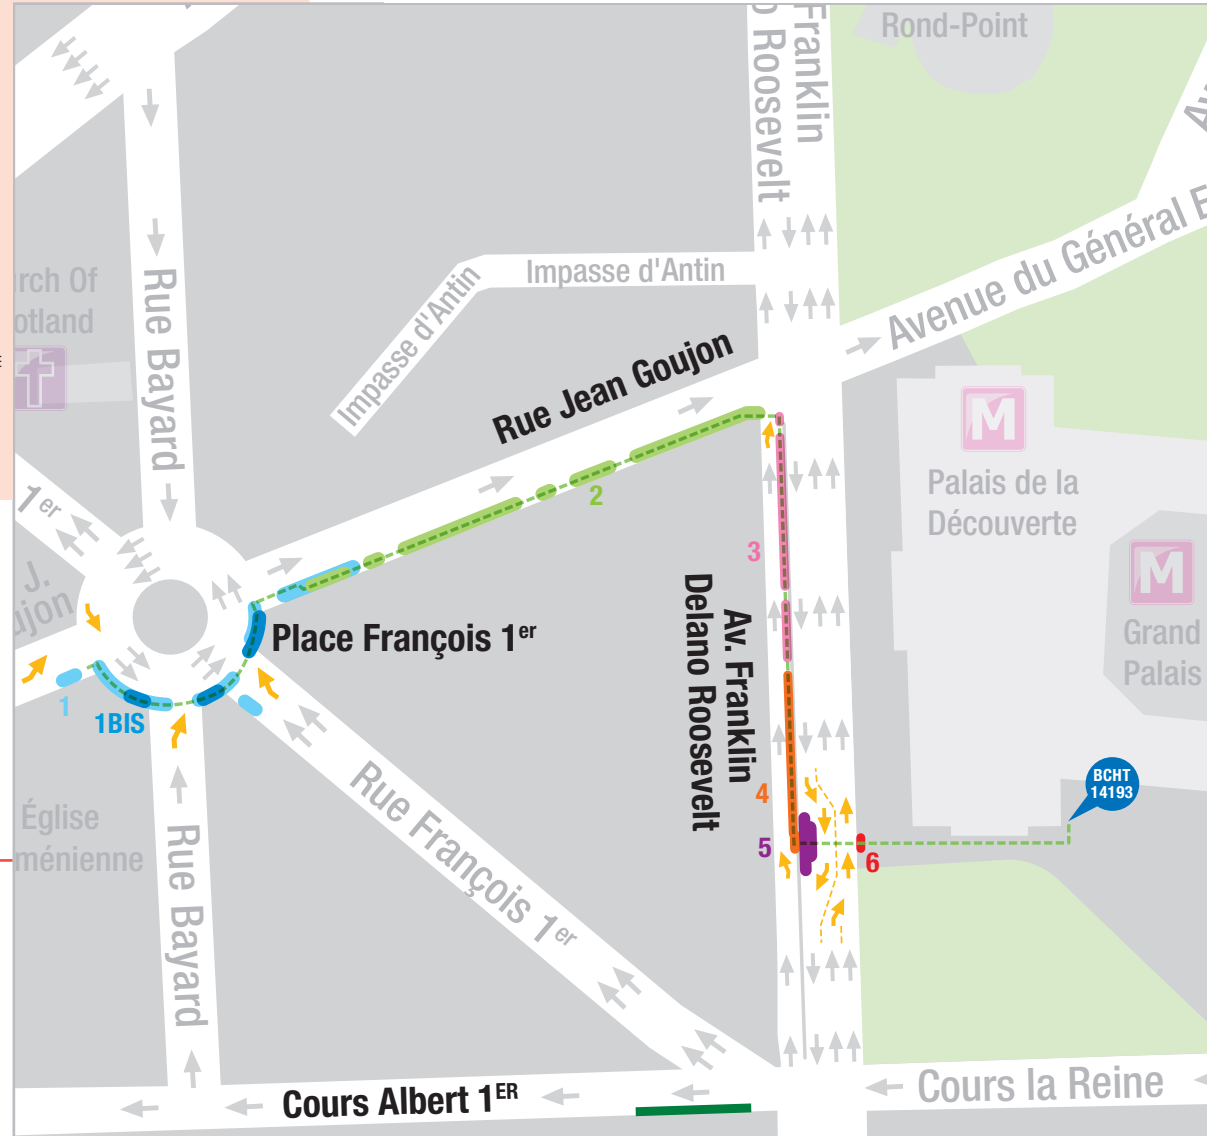 Rond-Point
Franklin
Roosevelt
Avenue du Général E
Impasse d'Antin
Impasse d'Antin
Rue Bayard
rch Of
otland
Rue Jean Goujon
M
Palais de la
Découverte
M
Grand
Palais
1er
J.
ujon
2
3
Place François 1er
Av. Franklin
Delano Roosevelt
1
1BIS
4
5
6
BCHT
14193
Rue François 1er
Église
ménienne
Rue Bayard
Cours Albert 1ER
Cours la Reine